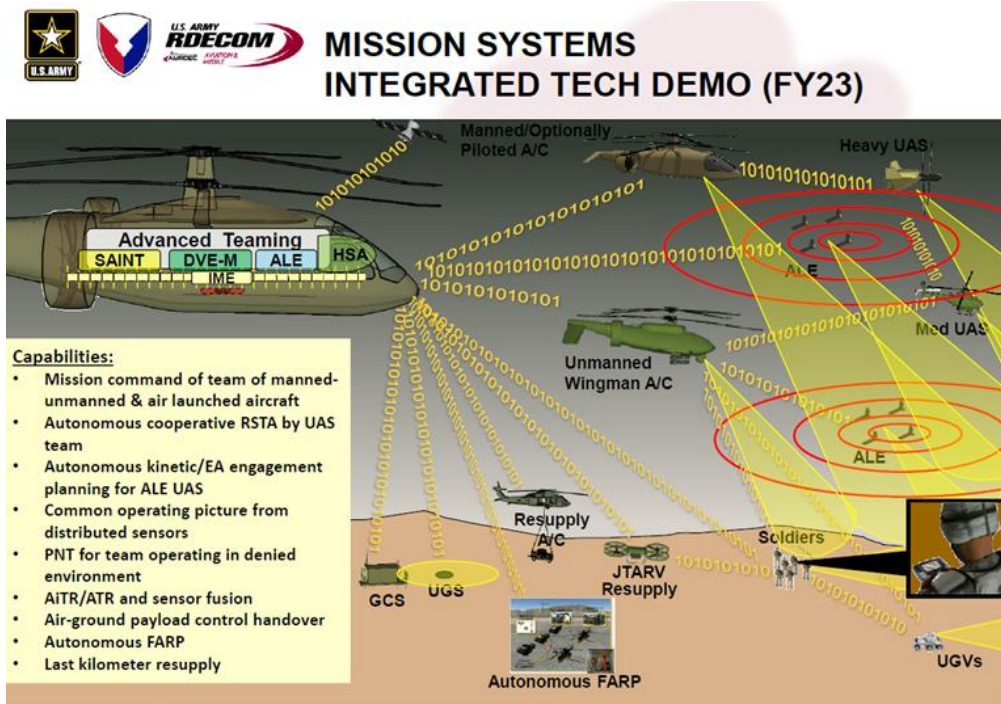 U.S. ARMY
U.S. ARMY
RDECOM
AMRDEC
AVIATION &
MISSILE
MISSION SYSTEMS
INTEGRATED TECH DEMO (FY23)
Manned/Optionally
Piloted A/C
Heavy UAS
101010101010
10101010101010101
10101010101010
Advanced Teaming
SAINT
DVE-M
ALE
HSA
IME
ALE
Med UAS
Unmanned
Wingman A/C
ALE
Capabilities:
• Mission command of team of manned-
unmanned & air launched aircraft
• Autonomous cooperative RSTA by UAS
team
• Autonomous kinetic/EA engagement
planning for ALE UAS
• Common operating picture from
distributed sensors
• PNT for team operating in denied
environment
• AiTR/ATR and sensor fusion
• Air-ground payload control handover
• Autonomous FARP
• Last kilometer resupply
Resupply
A/C
Soldiers
GCS
UGS
JTARV
Resupply
UGVs
Autonomous FARP